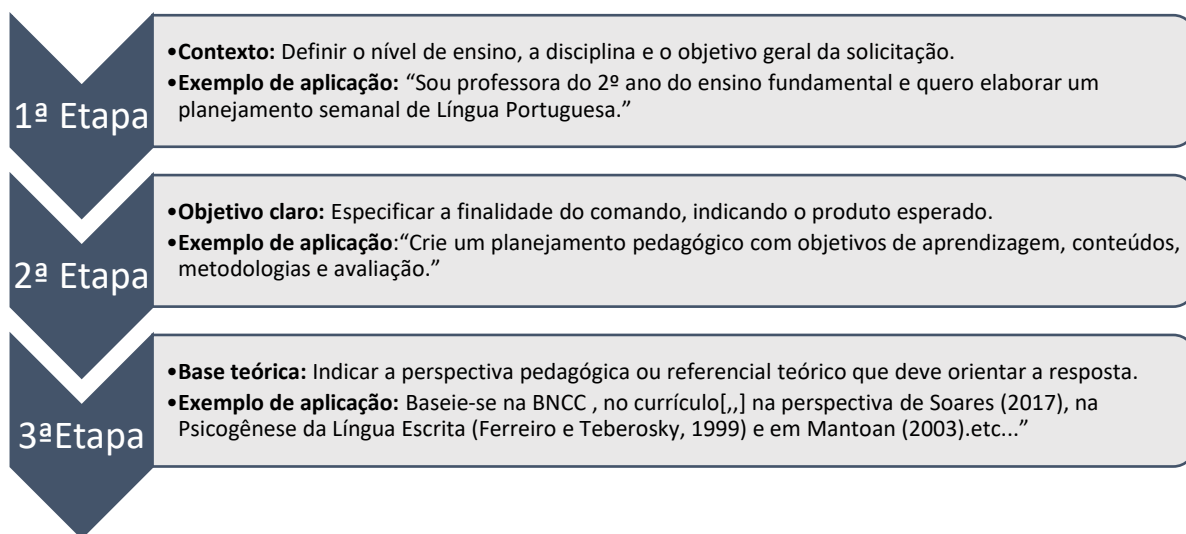 1ª Etapa
•Contexto: Definir o nível de ensino, a disciplina e o objetivo geral da solicitação.
•Exemplo de aplicação: “Sou professora do 2º ano do ensino fundamental e quero elaborar um
planejamento semanal de Língua Portuguesa.”
2ª Etapa
•Objetivo claro: Especificar a finalidade do comando, indicando o produto esperado.
•Exemplo de aplicação:“Crie um planejamento pedagógico com objetivos de aprendizagem, conteúdos,
metodologias e avaliação.”
3ªEtapa
•Base teórica: Indicar a perspectiva pedagógica ou referencial teórico que deve orientar a resposta.
•Exemplo de aplicação: Baseie-se na BNCC , no currículo[,,] na perspectiva de Soares (2017), na
Psicogênese da Língua Escrita (Ferreiro e Teberosky, 1999) e em Mantoan (2003).etc...”